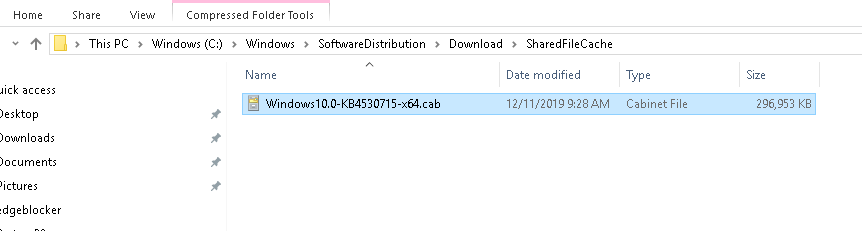 Compressed Folder Tools
Home Share View Extract
This PC Windows (C:) Windows SoftwareDistribution Download SharedFileCache
Name Date modified Type Size
uick access
Windows10.0-KB4530715-x64.cab 12/11/2019 9:28 AM Cabinet File 296,953 KB
Desktop
Downloads
Documents
Pictures
edgeblocker